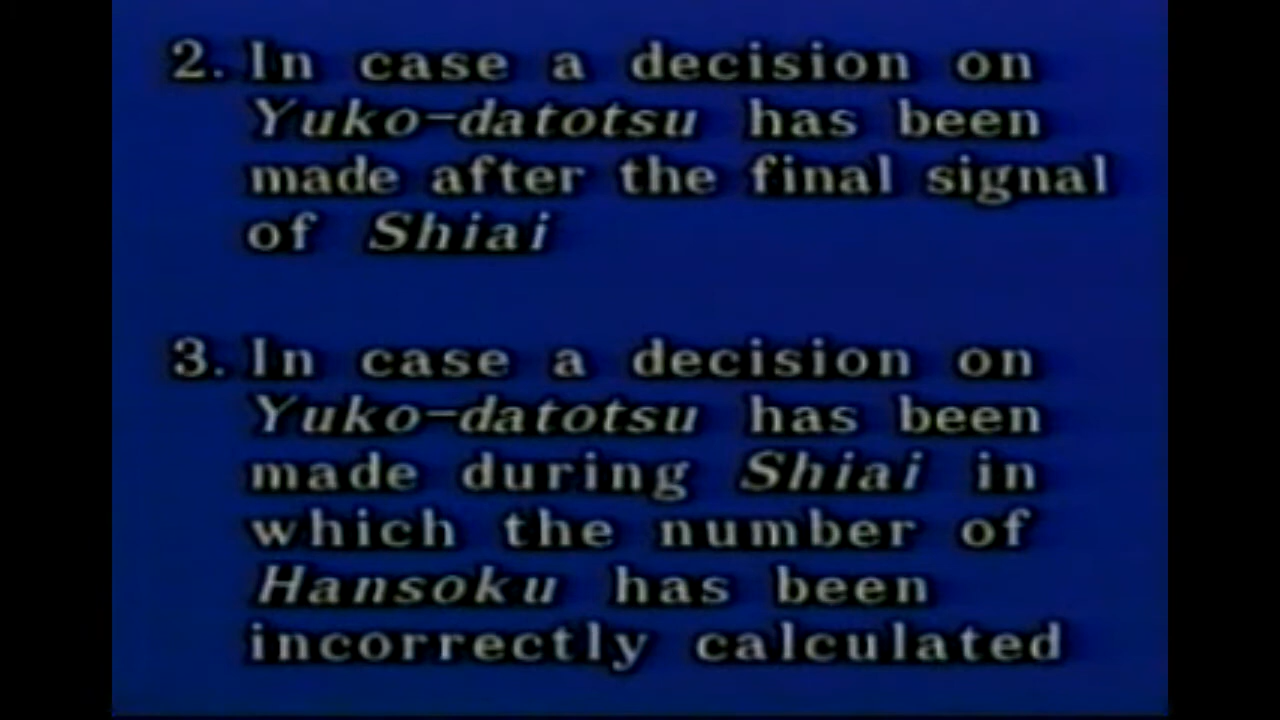 2. In case a decision on
Yuko-datotsu has been
made after the final signal
of Shiai
3. In case a decision on
Yuko-datotsu has been
made during Shiai in
which the number of
Hansoku has been
incorrectly calculated